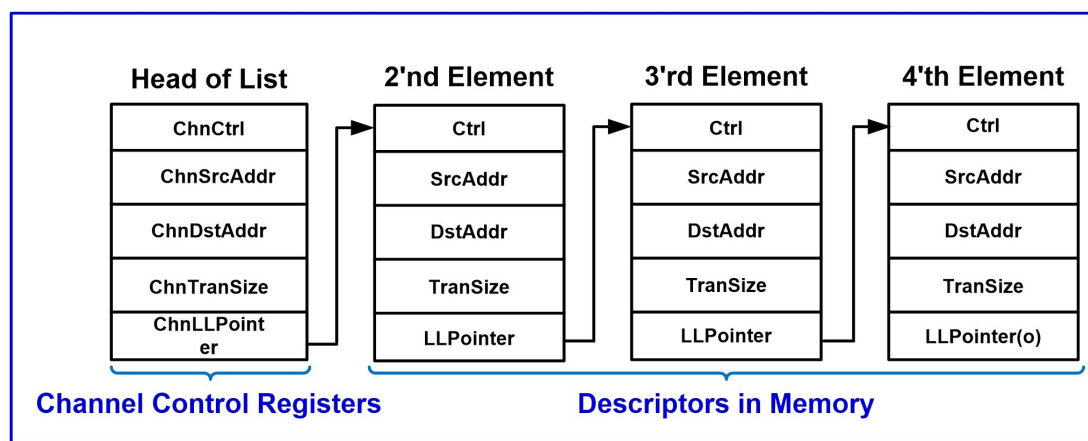 Head of List
ChnCtrl
ChnSrcAddr
ChnDstAddr
ChnTranSize
ChnLLPoint
er
2'nd Element
Ctrl
SrcAddr
DstAddr
TranSize
LLPointer
3'rd Element
Ctrl
SrcAddr
DstAddr
TranSize
LLPointer
4'th Element
Ctrl
SrcAddr
DstAddr
TranSize
LLPointer(o)
Channel Control Registers
Descriptors in Memory